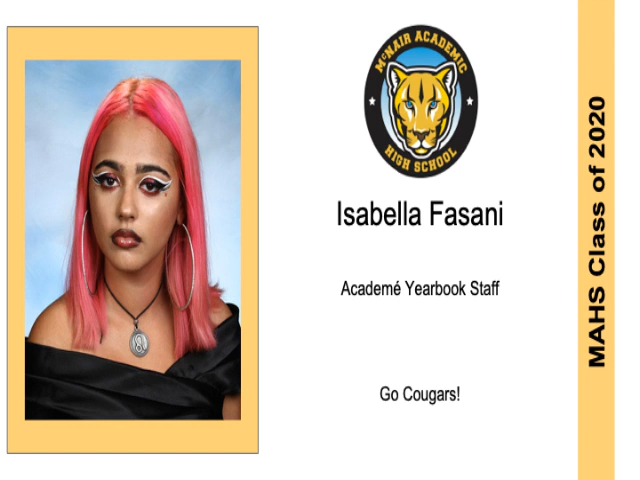 McNAIR ACADEMIC
HIGH SCHOOL
Isabella Fasani
Academé Yearbook Staff
Go Cougars!
MAHS Class of 2020